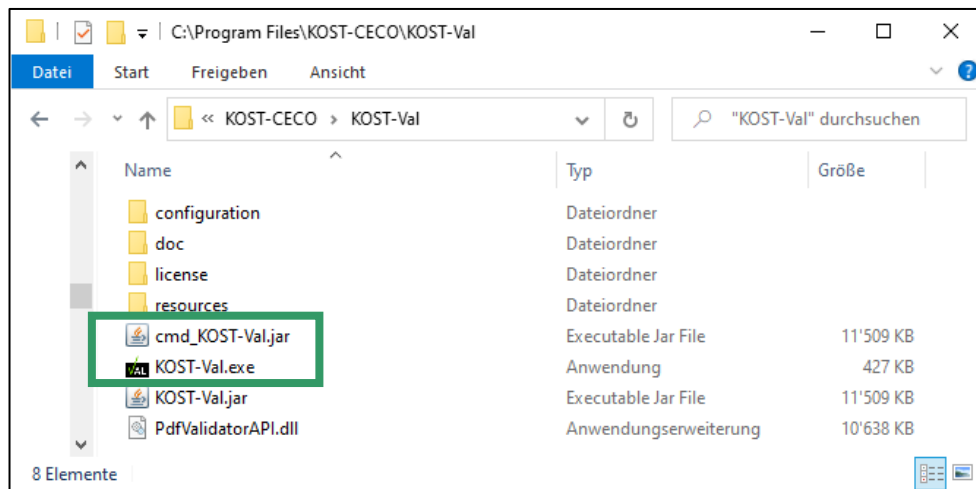 C:\Program Files\KOST-CECO\KOST-Val
Datei Start Freigeben Ansicht
« KOST-CECO › KOST-Val "KOST-Val" durchsuchen
Name Typ Größe
configuration Dateiordner
doc Dateiordner
license Dateiordner
resources Dateiordner
cmd_KOST-Val.jar Executable Jar File 11'509 KB
VAL KOST-Val.exe Anwendung 427 KB
KOST-Val.jar Executable Jar File 11'509 KB
PdfValidatorAPI.dll Anwendungserweiterung 10'638 KB
8 Elemente